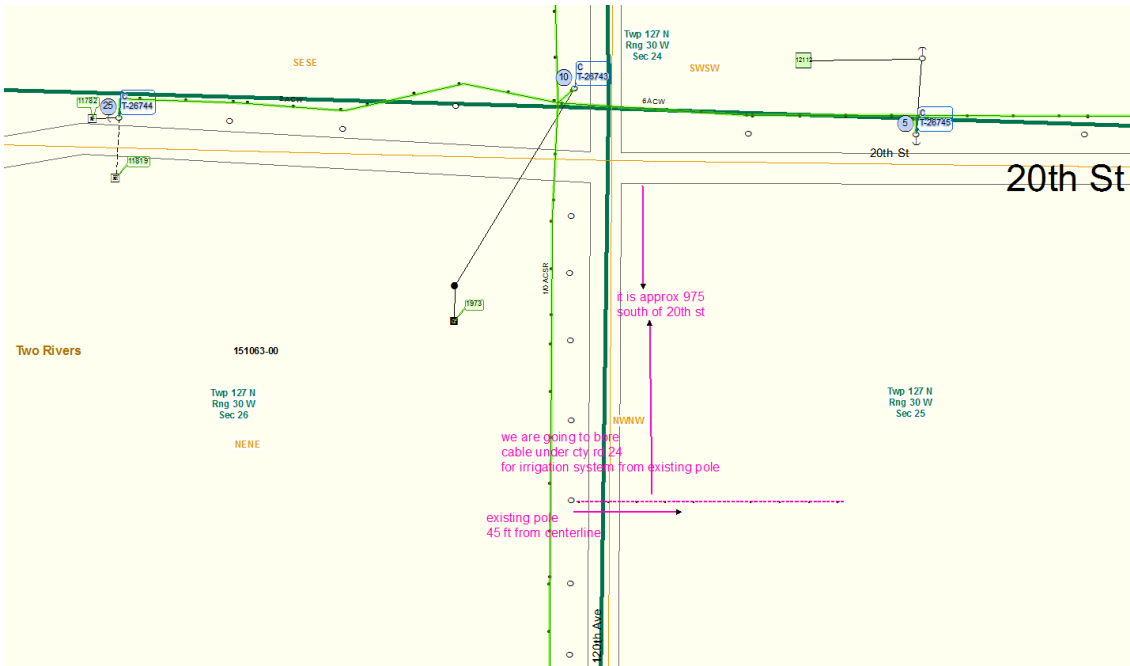 Twp 127 N
Rng 30 W
Sec 24
SESE
SWSW
12113
10
C
T-26743
11782
25
C
T-26744
6ACW
5
C
T-26745
20th St
20th St
11819
1/0 ACSR
it is approx 975
south of 20th st
1973
Two Rivers
151063-00
Twp 127 N
Rng 30 W
Sec 26
Twp 127 N
Rng 30 W
Sec 25
NENE
NWNW
we are going to bore
cable under cty rd 24
for irrigation system from existing pole
existing pole
45 ft from centerline
120th Ave